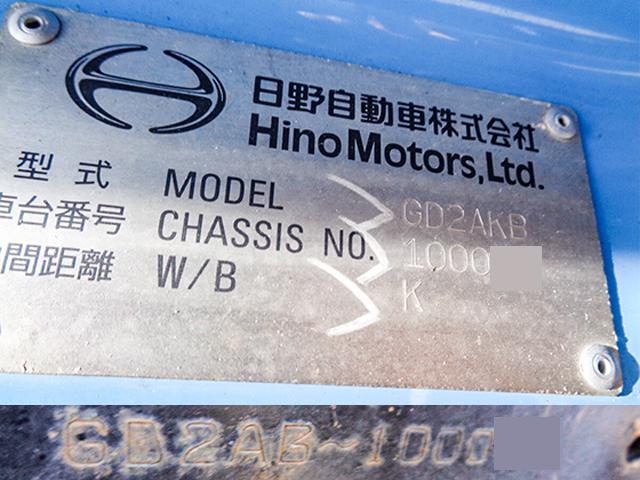 日野自動車株式会社
Hino Motors, Ltd.
型式 MODEL GD2AKB
車台番号 CHASSIS NO. 1000
間距離 W/B K
GD2AB~1000